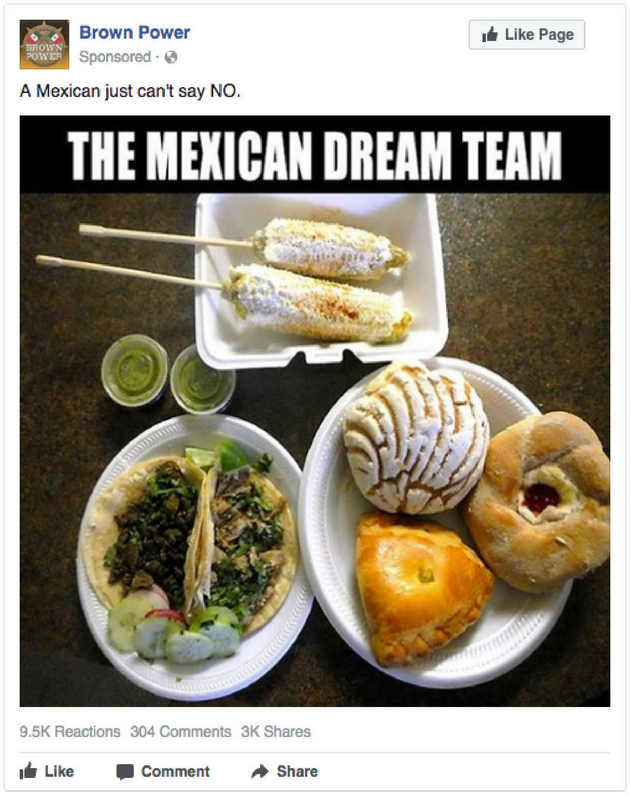 BROWN
POWER
Brown Power
Like Page
Sponsored ·
A Mexican just can't say NO.
THE MEXICAN DREAM TEAM
9.5K Reactions 304 Comments 3K Shares
Like Comment Share